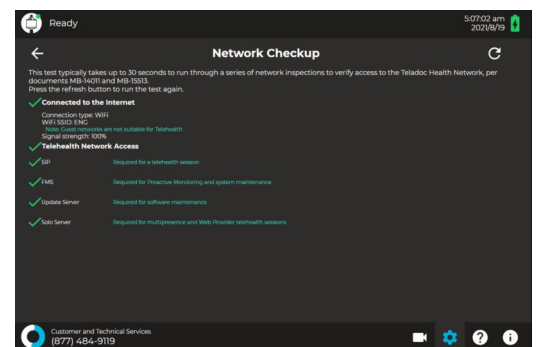 Ready
5:07:02 am
2021/8/19
Network Checkup
This test typically takes up to 30 seconds to run through a series of network inspections to verify access to the Teladoc Health Network, per
documents MB-14011 and MB-15513.
Press the refresh button to run the test again.
Connected to the Internet
Connection type: WiFi
WiFi SSID: ENG
Note: Guest networks are not suitable for Telehealth
Signal strength: 100%
Telehealth Network Access
SIP Required for a telehealth session
FMS Required for Proactive Monitoring and system maintenance
Update Server Required for software maintenance
Solo Server Required for multipresence and Web Provider telehealth sessions
Customer and Technical Services
(877) 484-9119